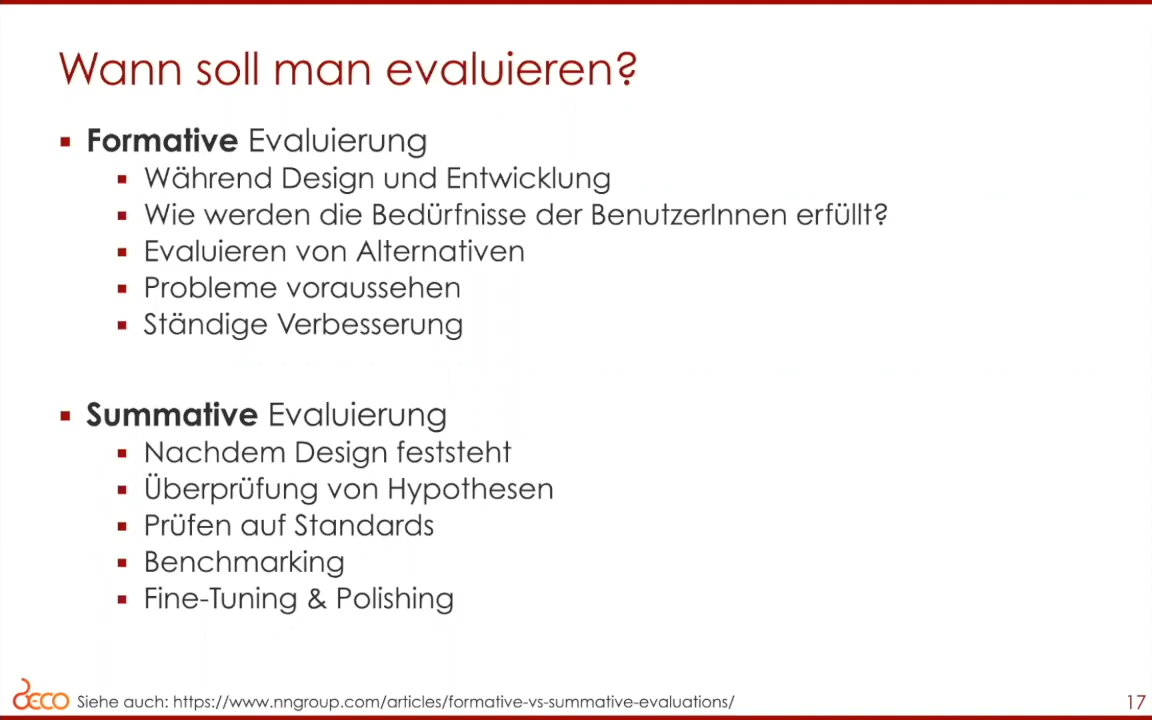 Wann soll man evaluieren?
Formative Evaluierung
Während Design und Entwicklung
Wie werden die Bedürfnisse der BenutzerInnen erfüllt?
Evaluieren von Alternativen
Probleme voraussehen
Ständige Verbesserung
Summative Evaluierung
Nachdem Design feststeht
Überprüfung von Hypothesen
Prüfen auf Standards
Benchmarking
Fine-Tuning & Polishing
DECO Siehe auch: https://www.nngroup.com/articles/formative-vs-summative-evaluations/ 17